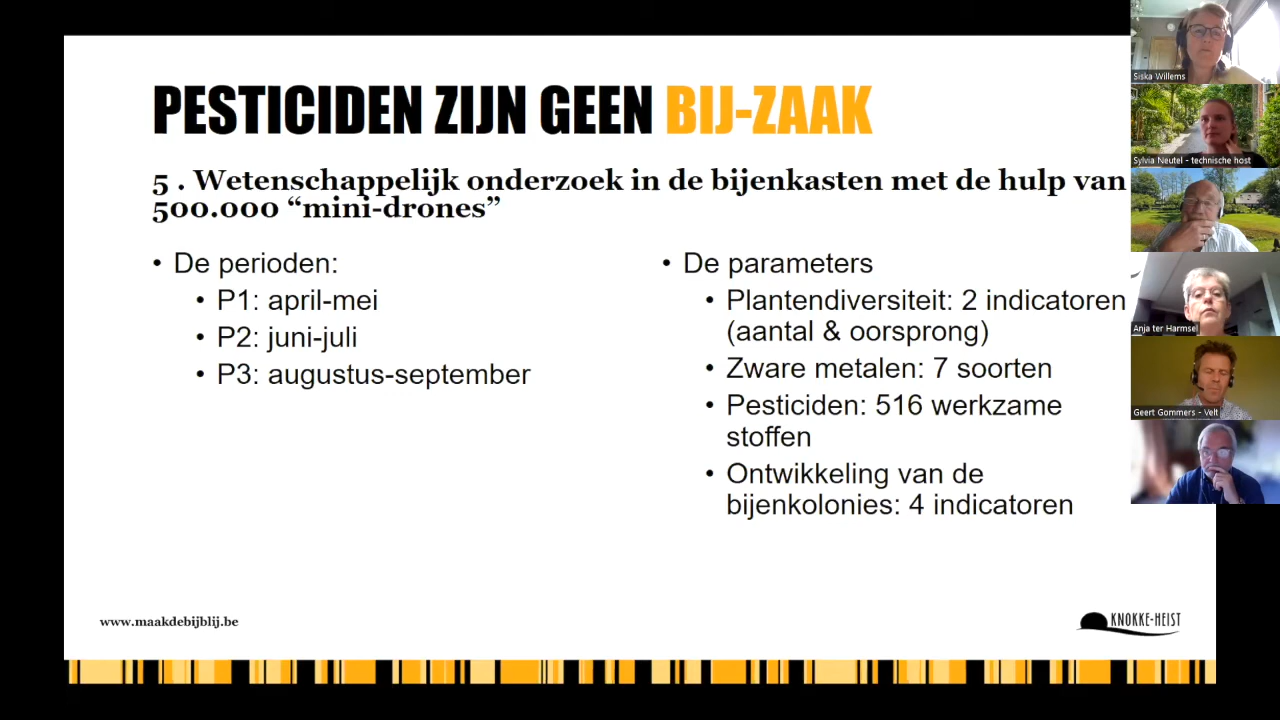 PESTICIDEN ZIJN GEEN BIJ-ZAAK
5 . Wetenschappelijk onderzoek in de bijenkasten met de hulp van
500.000 “mini-drones”
• De perioden:
• P1: april-mei
• P2: juni-juli
• P3: augustus-september
• De parameters
• Plantendiversiteit: 2 indicatoren
(aantal & oorsprong)
• Zware metalen: 7 soorten
• Pesticiden: 516 werkzame
stoffen
• Ontwikkeling van de
bijenkolonies: 4 indicatoren
www.maakdebijblij.be
KNOKKE-HEIST
Siska Willems
Sylvia Neutel - technische host
Anja ter Harmsel
Geert Gommers - Velt